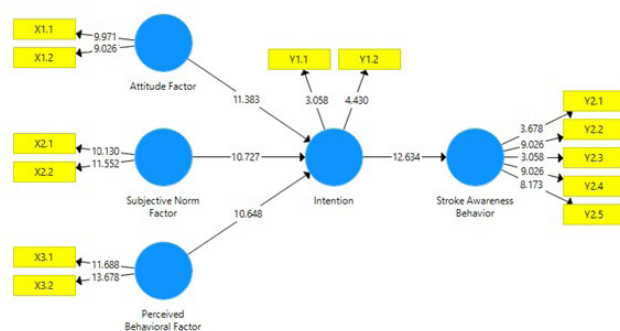 X1.1
X1.2
9.971
9.026
Attitude Factor
11.383
X2.1
X2.2
10.130
11.552
Subjective Norm
Factor
10.727
X3.1
X3.2
11.688
13.678
Perceived
Behavioral Factor
10.648
Y1.1
Y1.2
3.058
4.430
Intention
12.634
Stroke Awareness
Behavior
3.678
9.026
3.058
9.026
8.173
Y2.1
Y2.2
Y2.3
Y2.4
Y2.5